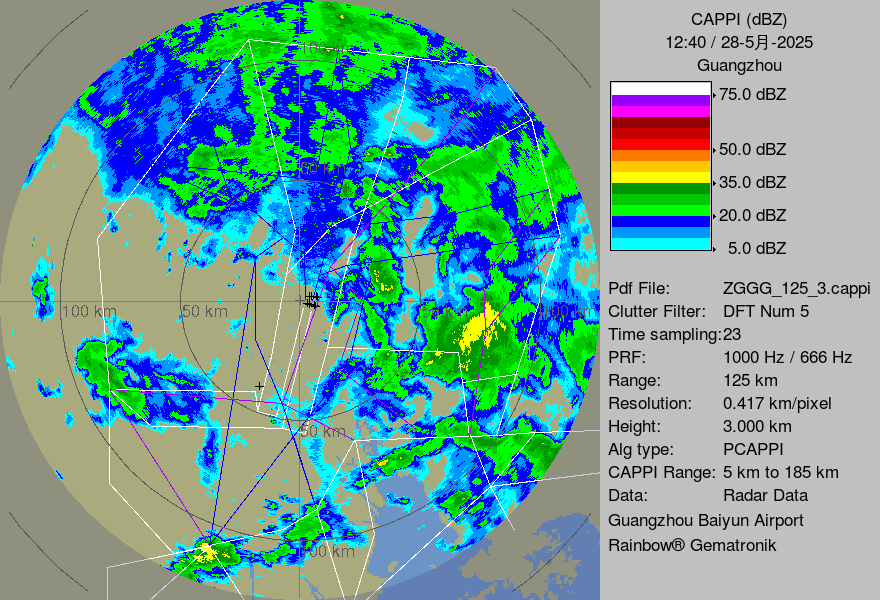 CAPPI (dBZ)
12:40 / 28-5月-2025
Guangzhou
75.0 dBZ
50.0 dBZ
35.0 dBZ
20.0 dBZ
5.0 dBZ
Pdf File: ZGGG_125_3.cappi
Clutter Filter: DFT Num 5
Time sampling:23
PRF: 1000 Hz / 666 Hz
Range: 125 km
Resolution: 0.417 km/pixel
Height: 3.000 km
Alg type: PCAPPI
CAPPI Range: 5 km to 185 km
Data: Radar Data
Guangzhou Baiyun Airport
Rainbow® Gematronik
100 km
50 km
100 km
50 km
100 km
50 km
100 km